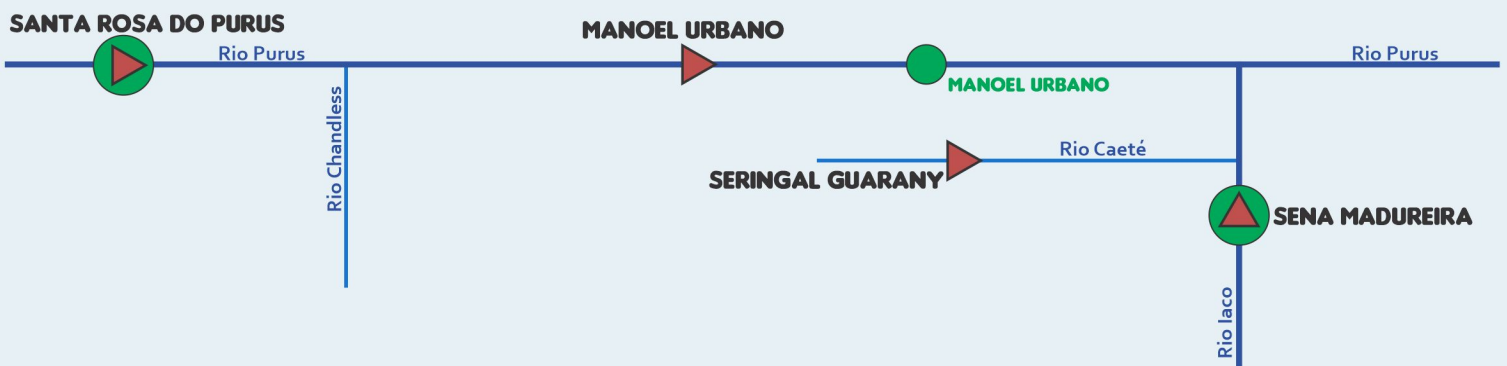 SANTA ROSA DO PURUS
MANOEL URBANO
Rio Purus
Rio Purus
MANOEL URBANO
Rio Chandless
Rio Caeté
SERINGAL GUARANY
SENA MADUREIRA
Rio Iaco